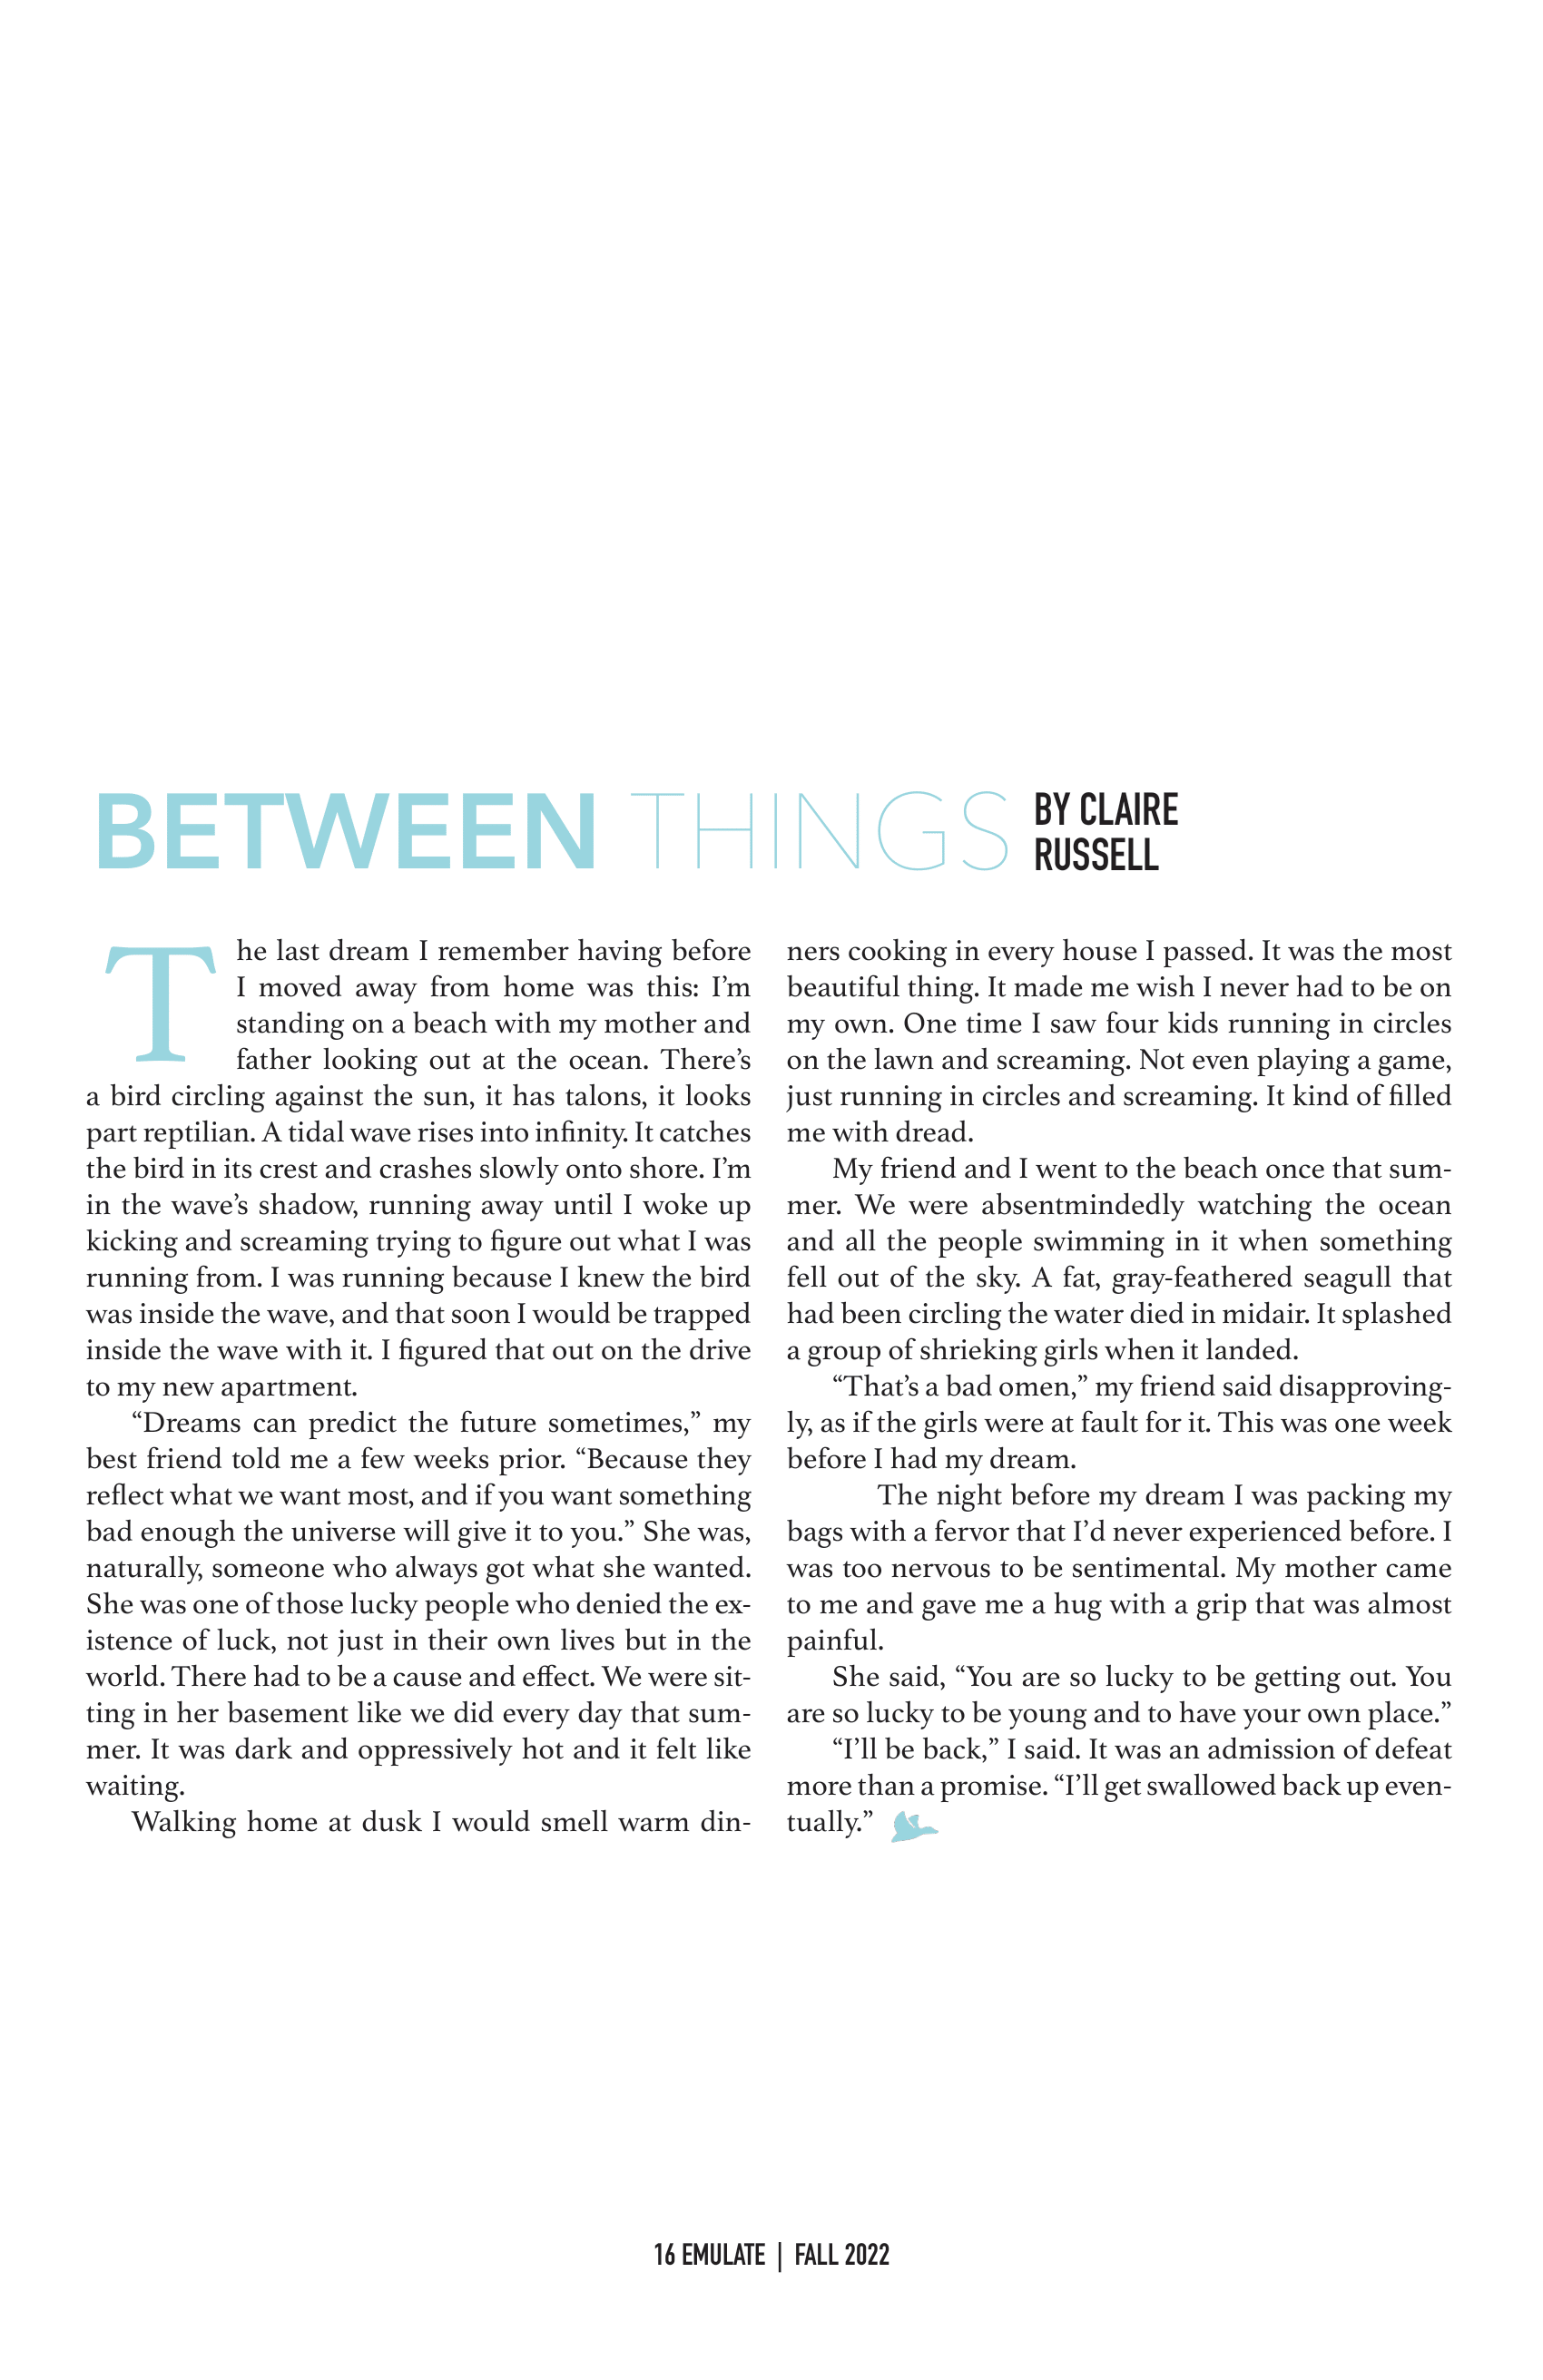 BETWEEN THINGS
BY CLAIRE
RUSSELL
The last dream I remember having before
I moved away from home was this: I’m
standing on a beach with my mother and
father looking out at the ocean. There’s
a bird circling against the sun, it has talons, it looks
part reptilian. A tidal wave rises into infinity. It catches
the bird in its crest and crashes slowly onto shore. I’m
in the wave’s shadow, running away until I woke up
kicking and screaming trying to figure out what I was
running from. I was running because I knew the bird
was inside the wave, and that soon I would be trapped
inside the wave with it. I figured that out on the drive
to my new apartment.
“Dreams can predict the future sometimes,” my
best friend told me a few weeks prior. “Because they
reflect what we want most, and if you want something
bad enough the universe will give it to you.” She was,
naturally, someone who always got what she wanted.
She was one of those lucky people who denied the ex-
istence of luck, not just in their own lives but in the
world. There had to be a cause and effect. We were sit-
ting in her basement like we did every day that sum-
mer. It was dark and oppressively hot and it felt like
waiting.
Walking home at dusk I would smell warm din-
ners cooking in every house I passed. It was the most
beautiful thing. It made me wish I never had to be on
my own. One time I saw four kids running in circles
on the lawn and screaming. Not even playing a game,
just running in circles and screaming. It kind of filled
me with dread.
My friend and I went to the beach once that sum-
mer. We were absentmindedly watching the ocean
and all the people swimming in it when something
fell out of the sky. A fat, gray-feathered seagull that
had been circling the water died in midair. It splashed
a group of shrieking girls when it landed.
“That’s a bad omen,” my friend said disapproving-
ly, as if the girls were at fault for it. This was one week
before I had my dream.
The night before my dream I was packing my
bags with a fervor that I’d never experienced before. I
was too nervous to be sentimental. My mother came
to me and gave me a hug with a grip that was almost
painful.
She said, “You are so lucky to be getting out. You
are so lucky to be young and to have your own place.”
“I’ll be back,” I said. It was an admission of defeat
more than a promise. “I’ll get swallowed back up even-
tually.”
16 EMULATE | FALL 2022